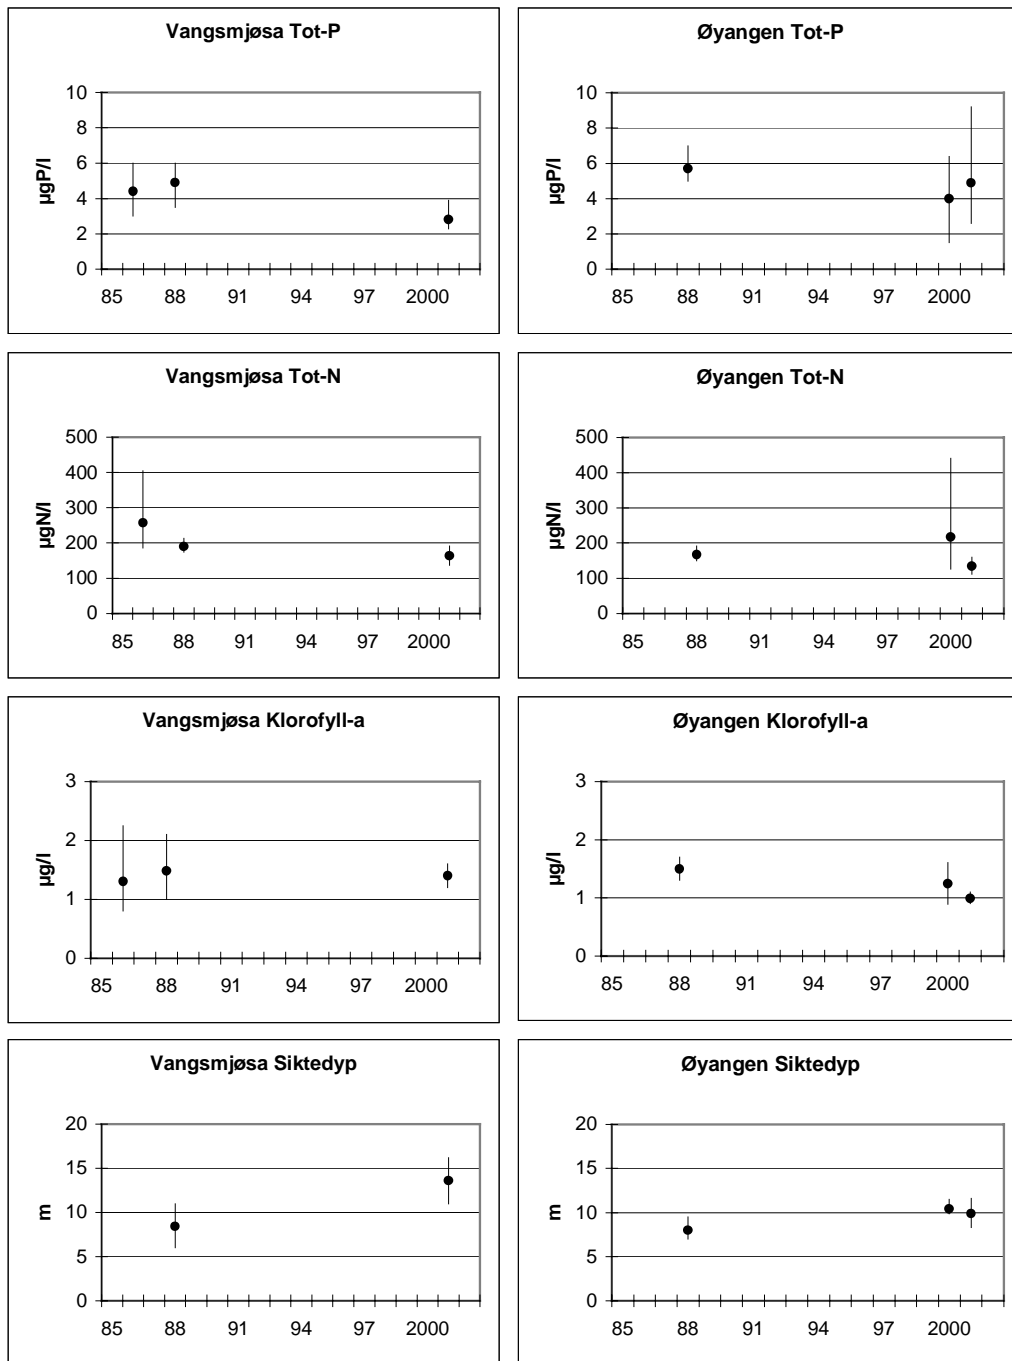 Vangsmjøsa Tot-P
10
8
6
4
2
0
µgP/l
85 88 91 94 97 2000
Øyangen Tot-P
10
8
6
4
2
0
µgP/l
85 88 91 94 97 2000
Vangsmjøsa Tot-N
500
400
300
200
100
0
µgN/l
85 88 91 94 97 2000
Øyangen Tot-N
500
400
300
200
100
0
µgN/l
85 88 91 94 97 2000
Vangsmjøsa Klorofyll-a
3
2
1
0
µg/l
85 88 91 94 97 2000
Øyangen Klorofyll-a
3
2
1
0
µg/l
85 88 91 94 97 2000
Vangsmjøsa Siktedyp
20
15
10
5
0
m
85 88 91 94 97 2000
Øyangen Siktedyp
20
15
10
5
0
m
85 88 91 94 97 2000